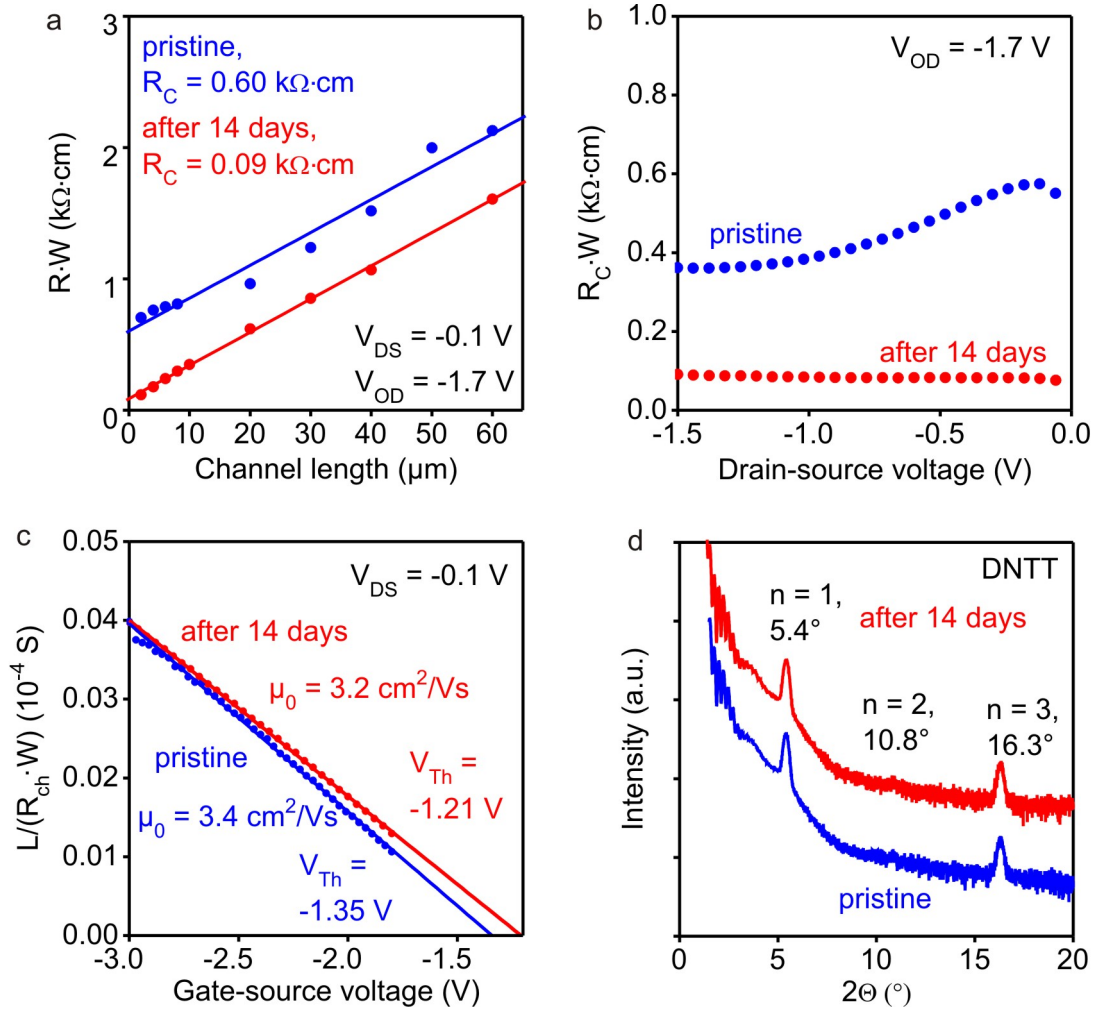 a
3
2
1
0
R·W (kΩ·cm)
pristine,
R_C = 0.60 kΩ·cm
after 14 days,
R_C = 0.09 kΩ·cm
V_DS = -0.1 V
V_OD = -1.7 V
0 10 20 30 40 50 60
Channel length (µm)
b
1.0
0.8
0.6
0.4
0.2
0.0
R_C·W (kΩ·cm)
V_OD = -1.7 V
pristine
after 14 days
-1.5 -1.0 -0.5 0.0
Drain-source voltage (V)
c
0.05
0.04
0.03
0.02
0.01
0.00
L/(R_ch·W) (10^-4 S)
V_DS = -0.1 V
after 14 days
µ_0 = 3.2 cm^2/Vs
V_Th =
-1.21 V
pristine
µ_0 = 3.4 cm^2/Vs
V_Th =
-1.35 V
-3.0 -2.5 -2.0 -1.5
Gate-source voltage (V)
d
Intensity (a.u.)
DNTT
n = 1,
5.4°
after 14 days
n = 2,
10.8°
n = 3,
16.3°
pristine
0 5 10 15 20
2Θ (°)